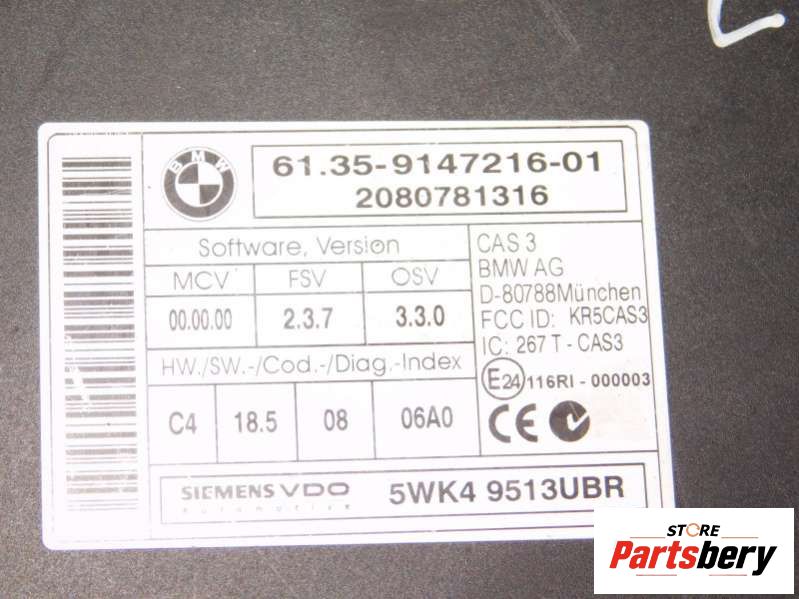 BMW
61.35-9147216-01
2080781316
Software, Version
MCV FSV OSV
00.00.00 2.3.7 3.3.0
HW./SW.-/Cod.-/Diag.-Index
C4 18.5 08 06A0
CAS 3
BMW AG
D-80788München
FCC ID: KR5CAS3
IC: 267 T - CAS3
E24 116RI - 000003
CE
SIEMENS VDO
Automotive
5WK4 9513UBR
STORE
Partsbery